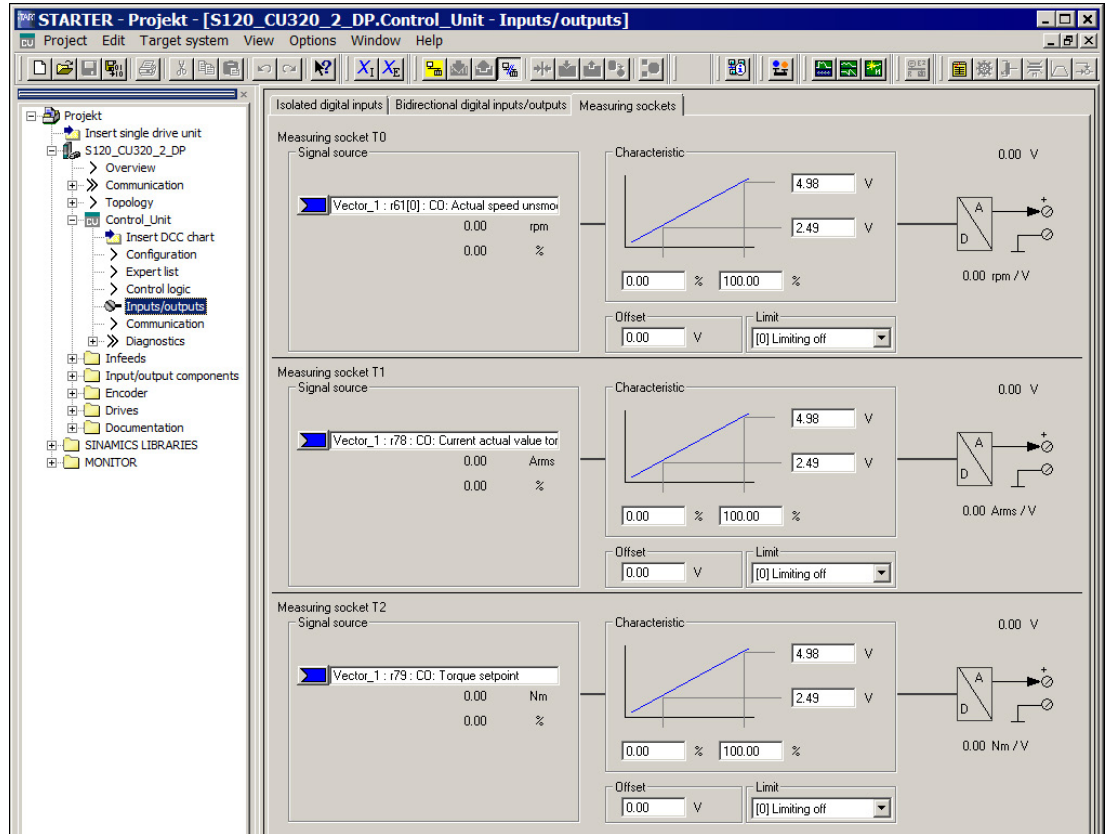 STARTER - Projekt - [S120_CU320_2_DP.Control_Unit - Inputs/outputs]
Project Edit Target system View Options Window Help
Projekt
Insert single drive unit
S120_CU320_2_DP
Overview
Communication
Topology
Control_Unit
Insert DCC chart
Configuration
Expert list
Control logic
Inputs/outputs
Communication
Diagnostics
Infeeds
Input/output components
Encoder
Drives
Documentation
SINAMICS LIBRARIES
MONITOR
Isolated digital inputs Bidirectional digital inputs/outputs Measuring sockets
Measuring socket T0
Signal source Characteristic 0.00 V
4.98 V
Vector_1 : r61[0] : CO: Actual speed unsmo
0.00 rpm 2.49 V
A
D
0.00 %
0.00 % 100.00 % 0.00 rpm / V
Offset Limit
0.00 V [0] Limiting off
Measuring socket T1
Signal source Characteristic 0.00 V
4.98 V
Vector_1 : r78 : CO: Current actual value tor
0.00 Arms 2.49 V
A
D
0.00 %
0.00 % 100.00 % 0.00 Arms / V
Offset Limit
0.00 V [0] Limiting off
Measuring socket T2
Signal source Characteristic 0.00 V
4.98 V
Vector_1 : r79 : CO: Torque setpoint
0.00 Nm 2.49 V
A
D
0.00 %
0.00 % 100.00 % 0.00 Nm / V
Offset Limit
0.00 V [0] Limiting off